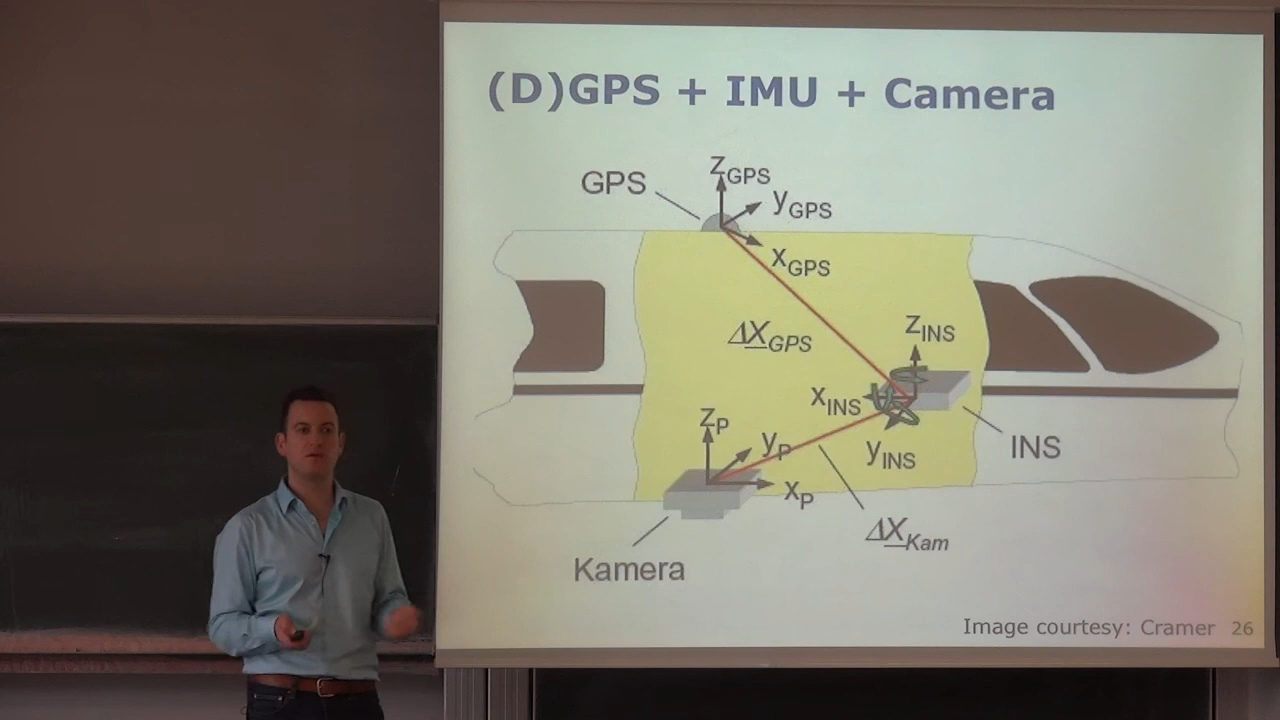 (D)GPS + IMU + Camera
GPS
zGPS
yGPS
xGPS
ΔXGPS
zINS
xINS
yINS
INS
zP
yP
xP
ΔXKam
Kamera
Image courtesy: Cramer 26